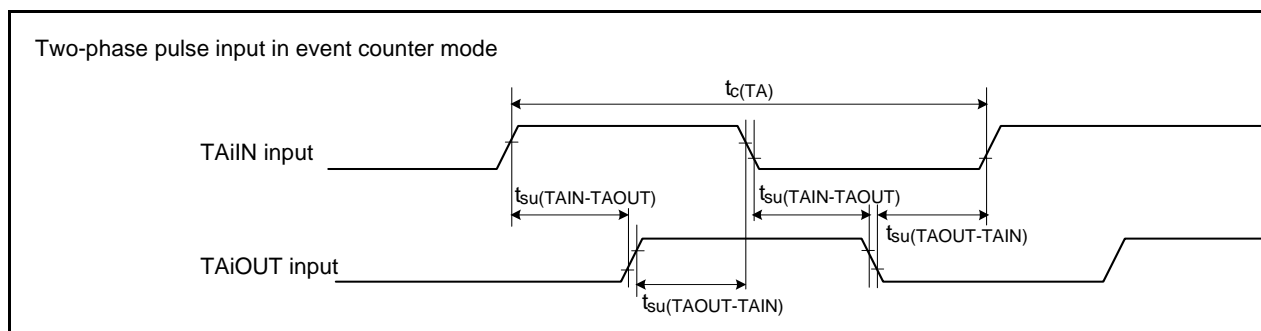 Two-phase pulse input in event counter mode
tc(TA)
TAiIN input
tsu(TAIN-TAOUT)
tsu(TAIN-TAOUT)
tsu(TAOUT-TAIN)
TAiOUT input
tsu(TAOUT-TAIN)